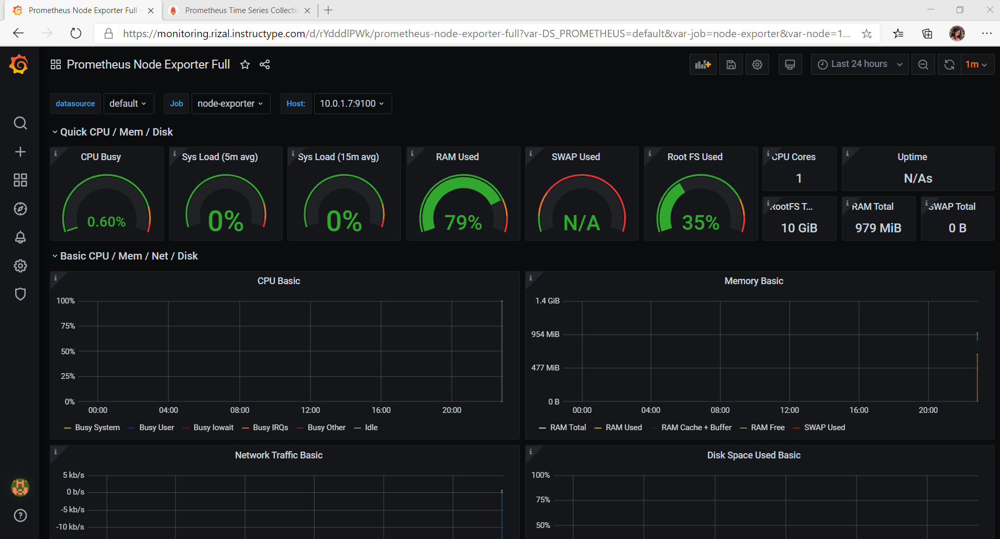 Prometheus Node Exporter Full -
Prometheus Time Series Collectio
https://monitoring.rizal.instructype.com/d/rYdddlPWk/prometheus-node-exporter-full?var-DS_PROMETHEUS=default&var-job=node-exporter&var-node=1...
Prometheus Node Exporter Full
Last 24 hours
1m
datasource default Job node-exporter Host: 10.0.1.7:9100
Quick CPU / Mem / Disk
CPU Busy
0.60%
Sys Load (5m avg)
0%
Sys Load (15m avg)
0%
RAM Used
79%
SWAP Used
N/A
Root FS Used
35%
CPU Cores
1
Uptime
N/As
RootFS T...
10 GiB
RAM Total
979 MiB
SWAP Total
0 B
Basic CPU / Mem / Net / Disk
CPU Basic
100%
75%
50%
25%
0%
00:00 04:00 08:00 12:00 16:00 20:00
Busy System Busy User Busy Iowait Busy IRQs Busy Other Idle
Memory Basic
1.4 GiB
954 MiB
477 MiB
0 B
00:00 04:00 08:00 12:00 16:00 20:00
RAM Total RAM Used RAM Cache + Buffer RAM Free SWAP Used
Network Traffic Basic
5 kb/s
0 b/s
-5 kb/s
-10 kb/s
Disk Space Used Basic
100%
75%
50%